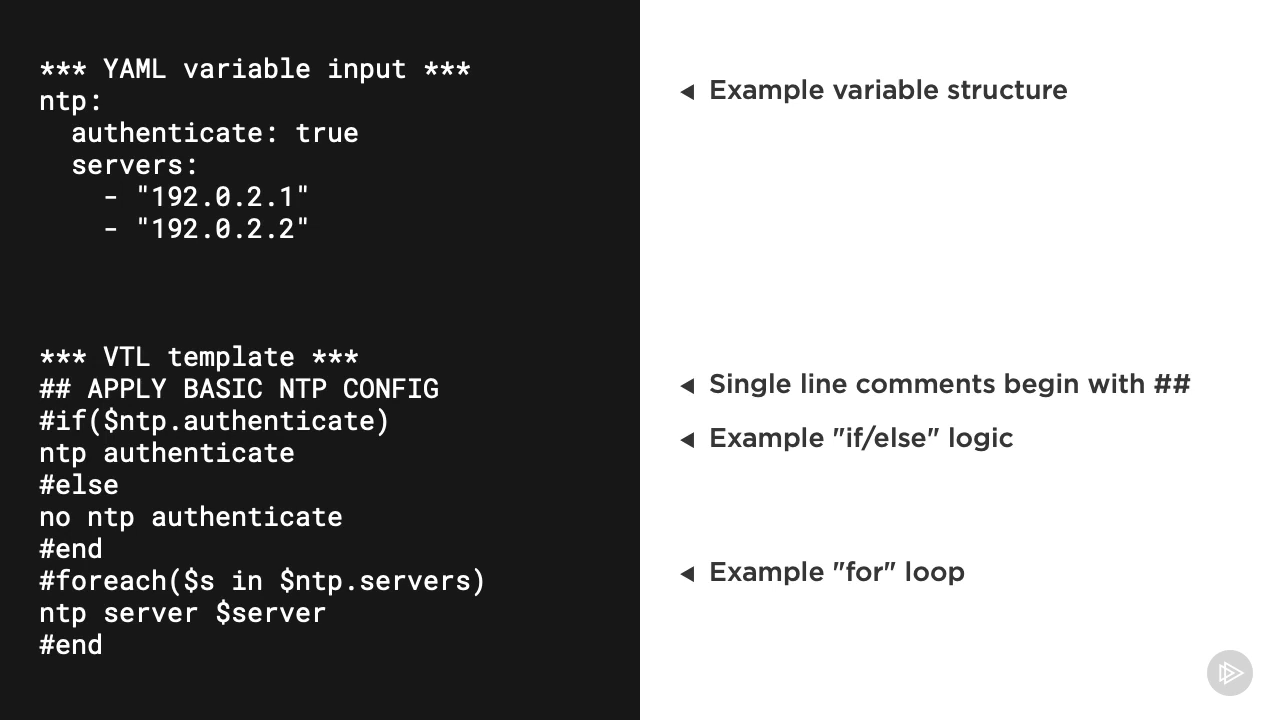 *** YAML variable input ***
ntp:
  authenticate: true
  servers:
    - "192.0.2.1"
    - "192.0.2.2"
*** VTL template ***
## APPLY BASIC NTP CONFIG
#if($ntp.authenticate)
ntp authenticate
#else
no ntp authenticate
#end
#foreach($s in $ntp.servers)
ntp server $server
#end
Example variable structure
Single line comments begin with ##
Example "if/else" logic
Example "for" loop